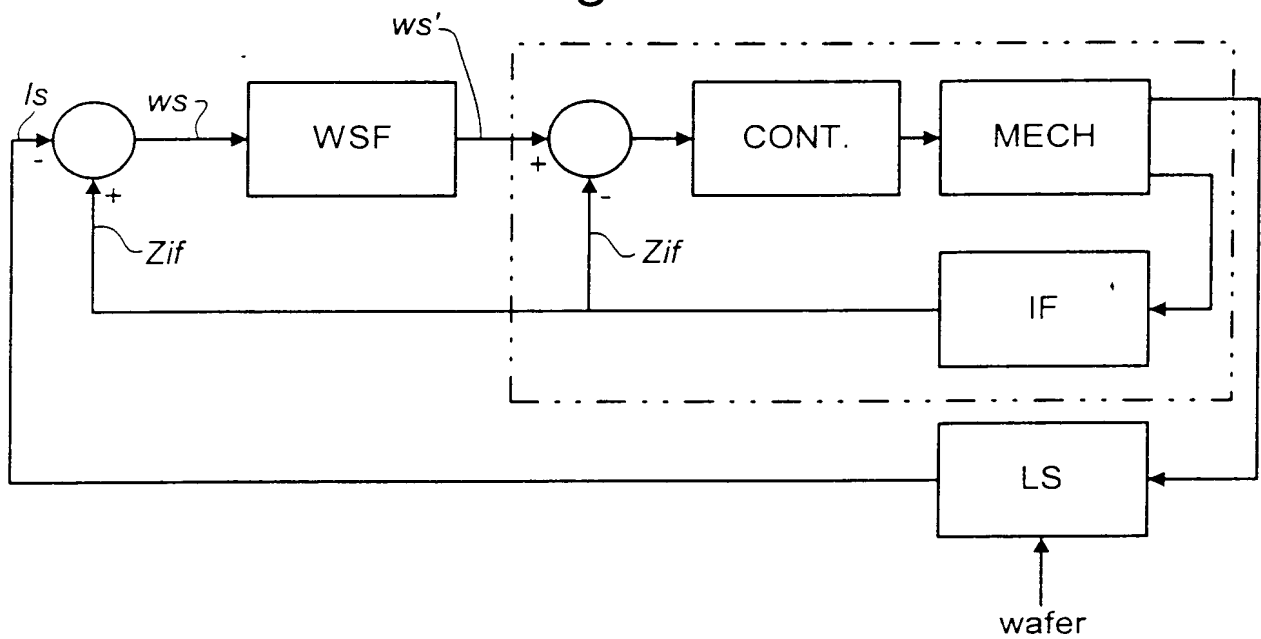 ws'
ls
ws
WSF
CONT.
MECH
+
-
-
+
Zif
Zif
IF
LS
wafer